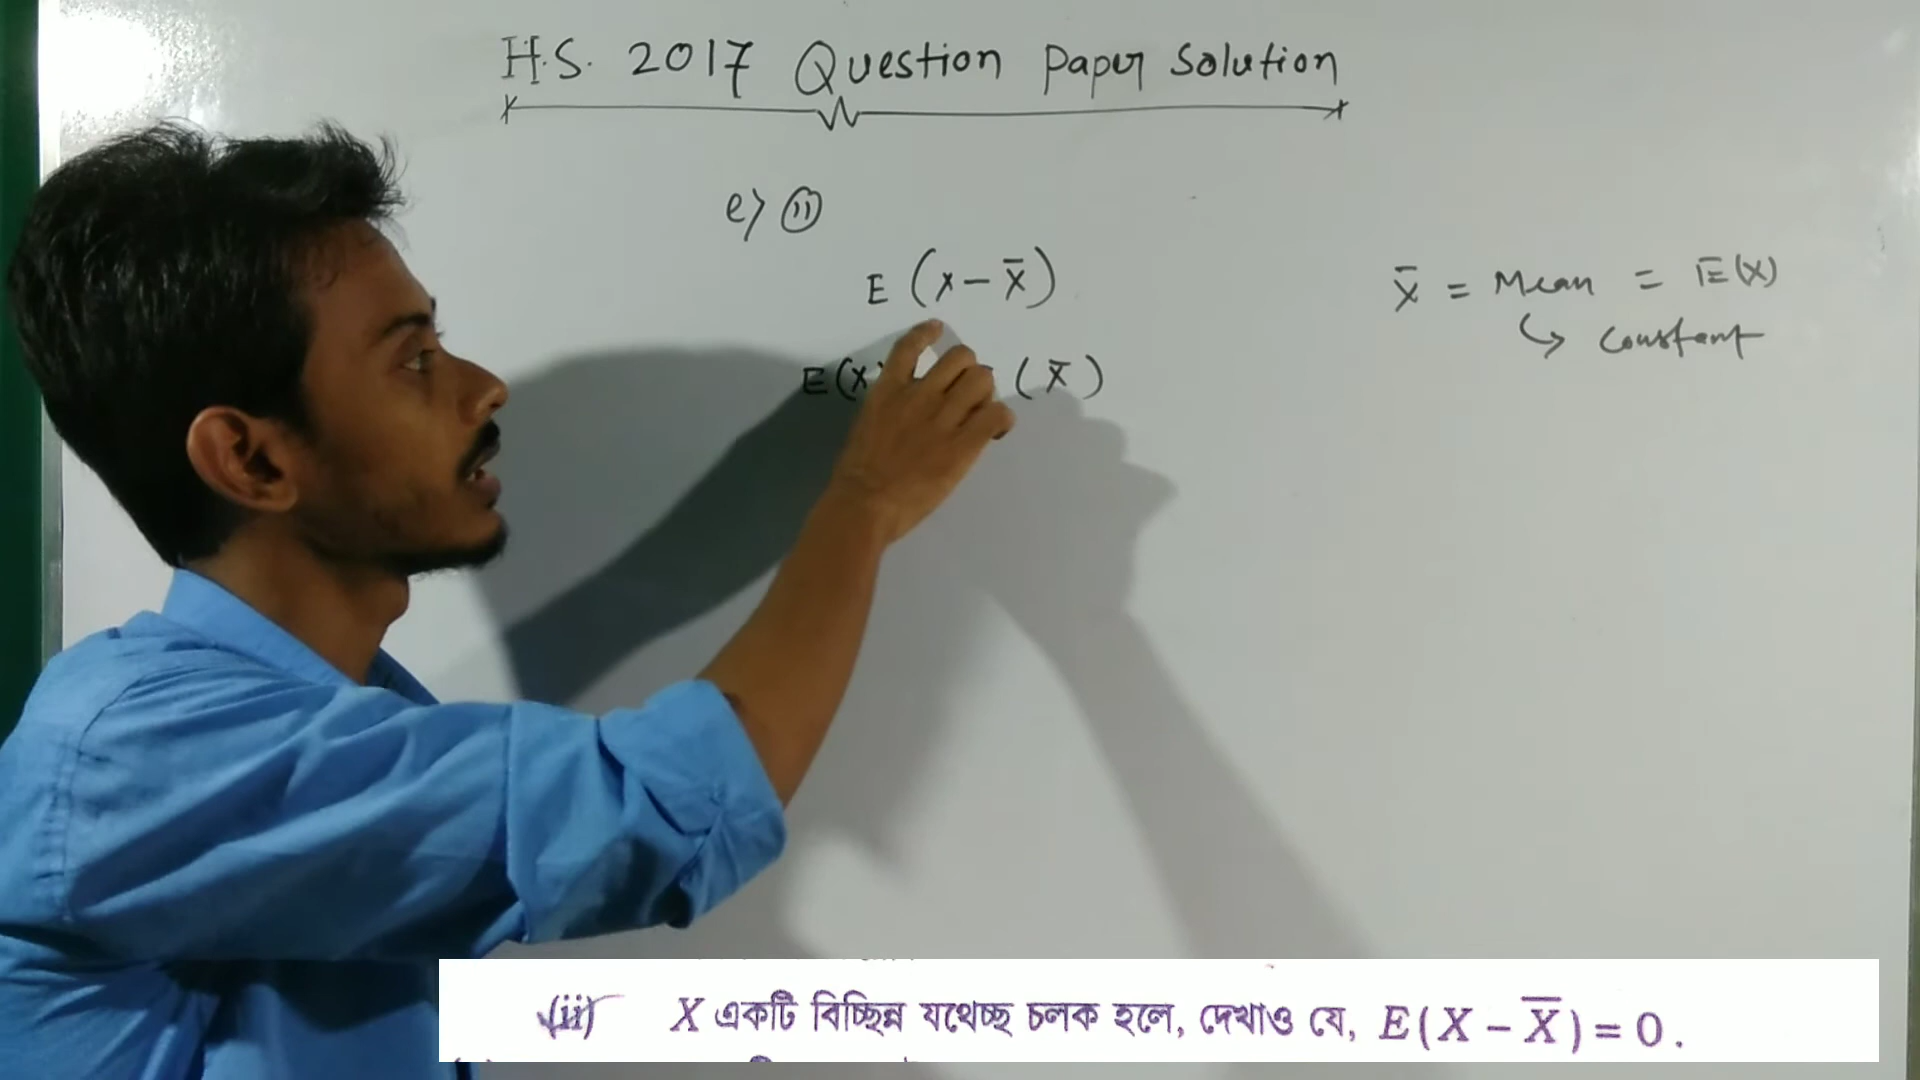 H.S. 2017 Question Paper Solution
e) ii
E (X - X̄)
X̄ = Mean = E(X)
↳ constant
E(X) (X̄)
(ii) X একটি বিচ্ছিন্ন যথেচ্ছ চলক হলে, দেখাও যে, E(X − X̄) = 0.